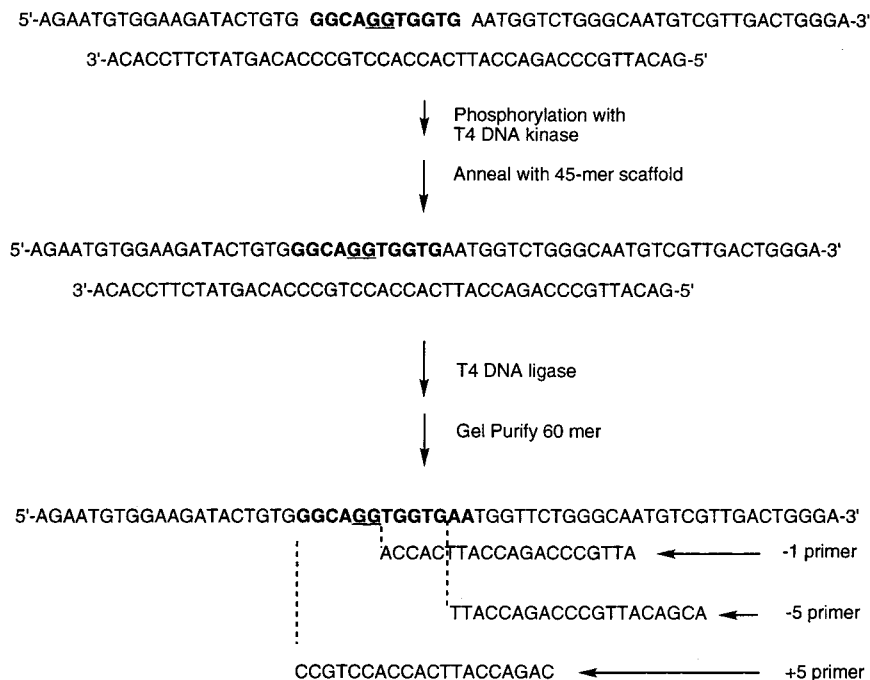 5'-AGAATGTGGAAGATACTGTG GGCAGGTGGTG AATGGTCTGGGCAATGTCGTTGACTGGGA-3'
3'-ACACCTTCTATGACACCCGTCCACCACTTACCAGACCCGTTACAG-5'
Phosphorylation with
T4 DNA kinase
Anneal with 45-mer scaffold
5'-AGAATGTGGAAGATACTGTGGGCAGGTGGTGAATGGTCTGGGCAATGTCGTTGACTGGGA-3'
3'-ACACCTTCTATGACACCCGTCCACCACTTACCAGACCCGTTACAG-5'
T4 DNA ligase
Gel Purify 60 mer
5'-AGAATGTGGAAGATACTGTGGGCAGGTGGTGAATGGTTCTGGGCAATGTCGTTGACTGGGA-3'
ACCACTTACCAGACCCGTTA -1 primer
TTACCAGACCCGTTACAGCA -5 primer
CCGTCCACCACTTACCAGAC +5 primer